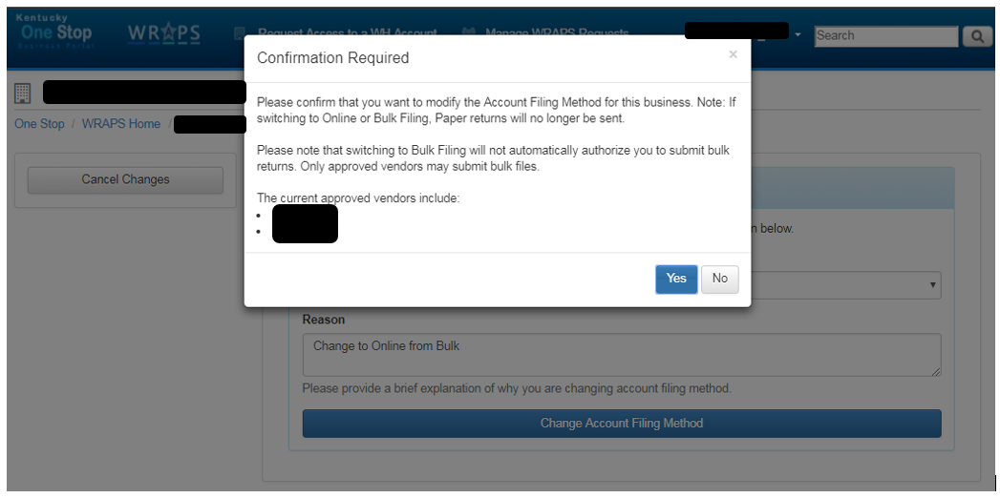 Kentucky
One Stop
Business Portal
WRAPS
Request Access to a WH Account
Manage WRAPS Requests
Search
Confirmation Required
×
Please confirm that you want to modify the Account Filing Method for this business. Note: If
switching to Online or Bulk Filing, Paper returns will no longer be sent.
Please note that switching to Bulk Filing will not automatically authorize you to submit bulk
returns. Only approved vendors may submit bulk files.
The current approved vendors include:
Yes
No
One Stop / WRAPS Home /
Cancel Changes
below.
Reason
Change to Online from Bulk
Please provide a brief explanation of why you are changing account filing method.
Change Account Filing Method